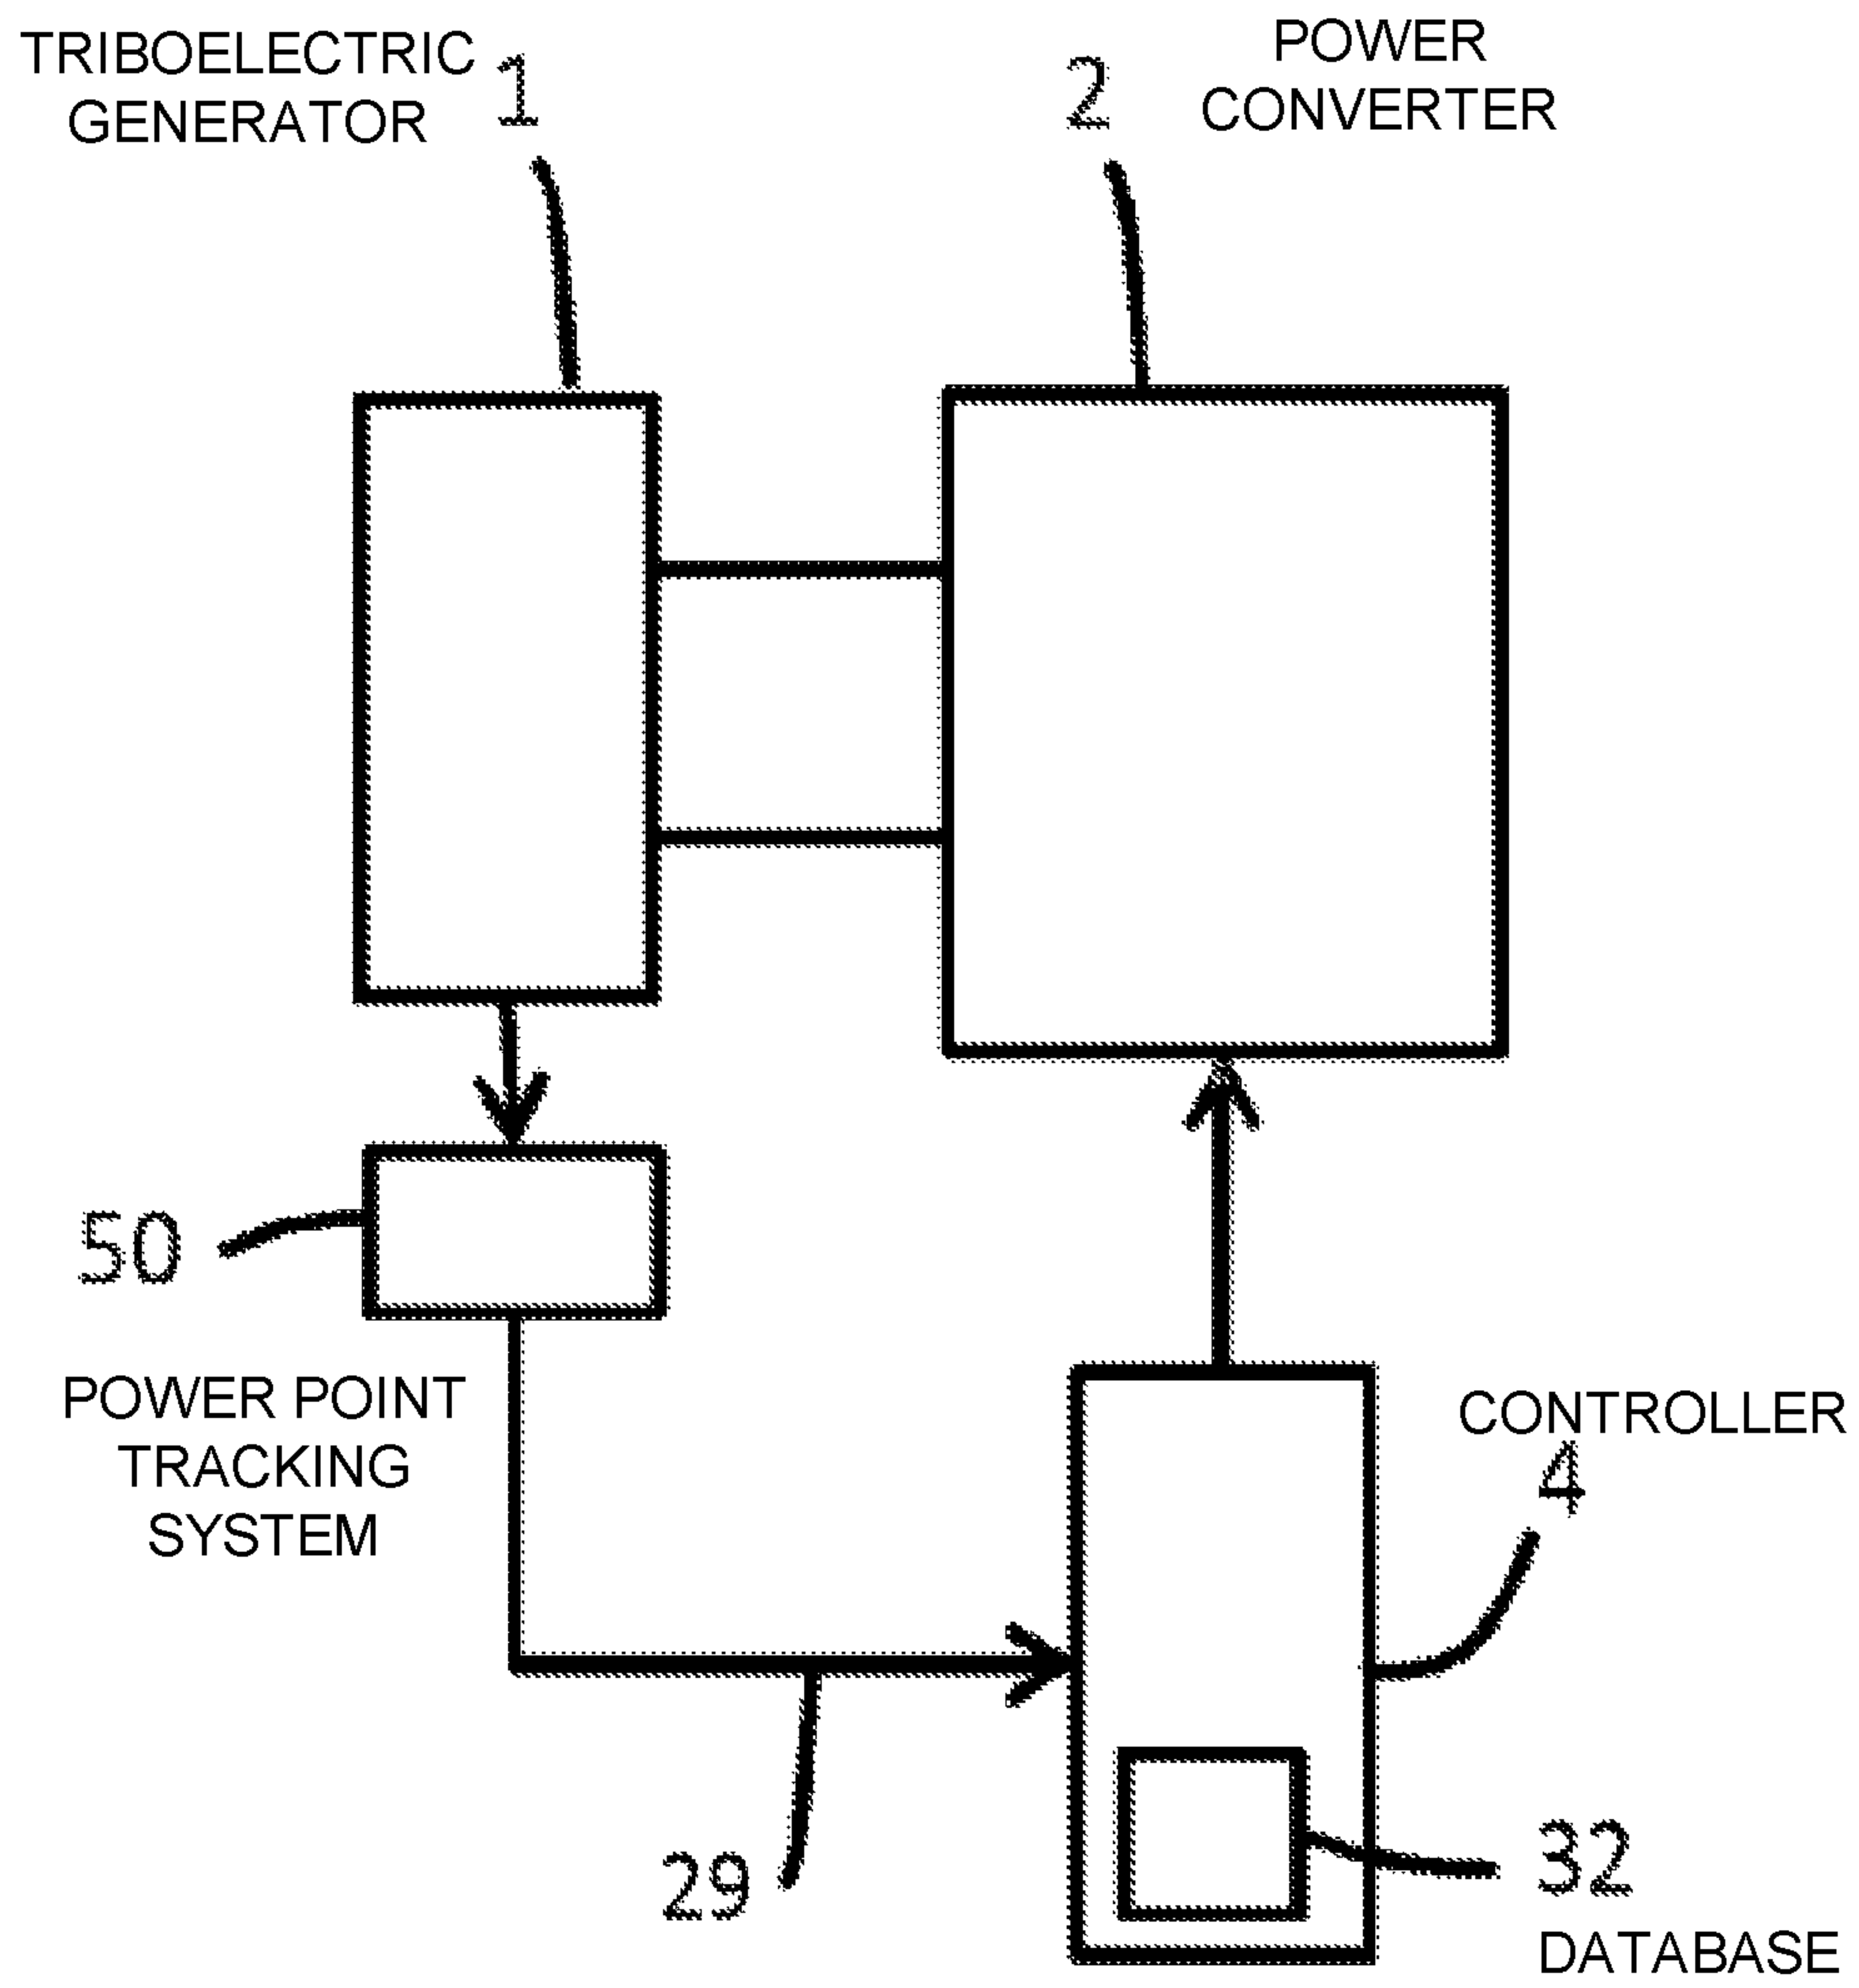 TRIBOELECTRIC
GENERATOR
1
2
POWER
CONVERTER
50
POWER POINT
TRACKING
SYSTEM
CONTROLLER
4
29
32
DATABASE